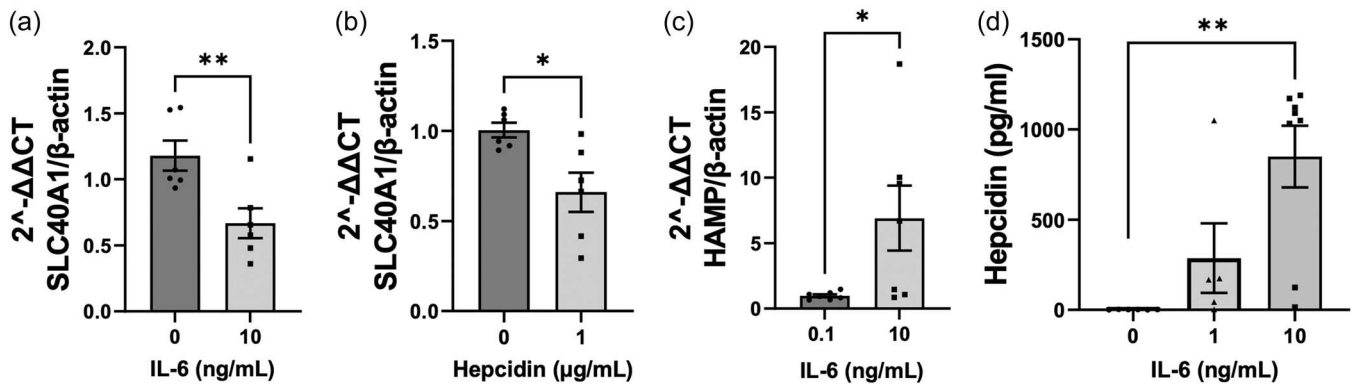 (a)
2^-ΔΔCT
SLC40A1/β-actin
2.0
1.5
1.0
0.5
0.0
**
0
10
IL-6 (ng/mL)
(b)
2^-ΔΔCT
SLC40A1/β-actin
1.5
1.0
0.5
0.0
*
0
1
Hepcidin (μg/mL)
(c)
2^-ΔΔCT
HAMP/β-actin
20
15
10
5
0
*
0.1
10
IL-6 (ng/mL)
(d)
Hepcidin (pg/ml)
1500
1000
500
0
**
0
1
10
IL-6 (ng/mL)